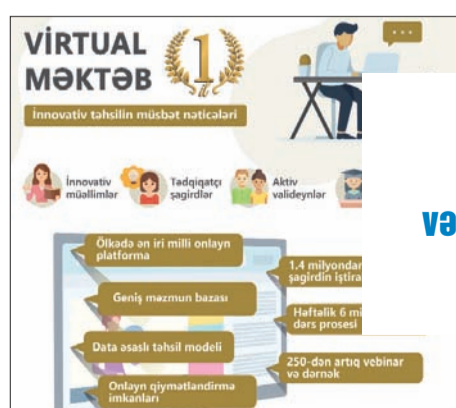 VİRTUAL
MƏKTƏB
1
il
İnnovativ təhsilin müsbət nəticələri
İnnovativ
müəllimlər
Tədqiqatçı
şagirdlər
Aktiv
valideynlər
və
Ölkədə ən iri milli onlayn
platforma
Geniş məzmun bazası
Data əsaslı təhsil modeli
Onlayn qiymətləndirmə
imkanları
1.4 milyondan
şagirdin
Həftəlik 6
dərs prosesi
250-dən artıq vebinar
və dərnək